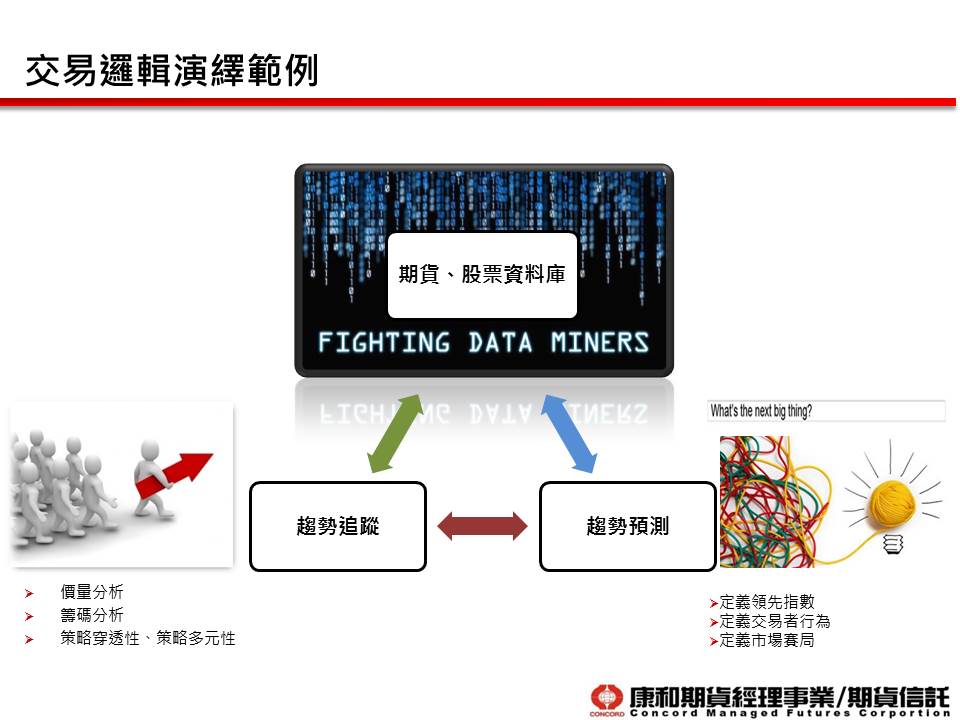 交易邏輯演繹範例
期貨、股票資料庫
FIGHTING DATA MINERS
What's the next big thing?
趨勢追蹤
趨勢預測
價量分析
籌碼分析
策略穿透性、策略多元性
定義領先指數
定義交易者行為
定義市場賽局
CONCORD
康和期貨經理事業/期貨信託
Concord Managed Futures Corportion